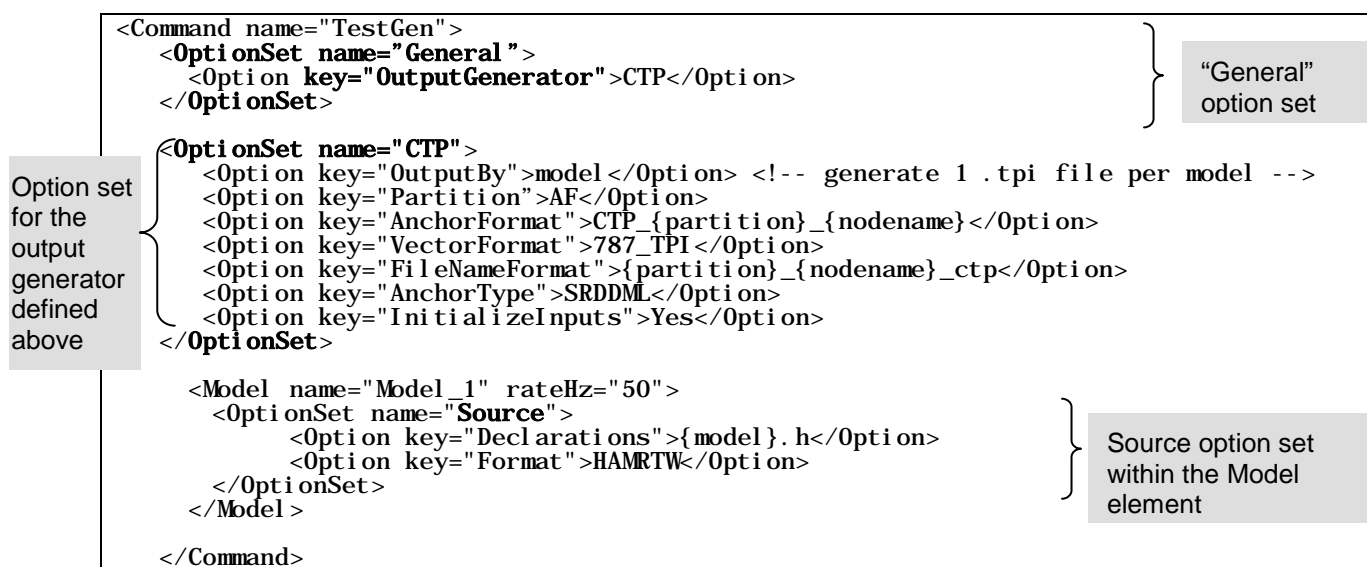 <Command name="TestGen">
<OptionSet name="General">
<Option key="OutputGenerator">CTP</Option>
</OptionSet>
“General”
option set
<OptionSet name="CTP">
<Option key="OutputBy">model</Option> <!-- generate 1 .tpi file per model -->
<Option key="Partition”>AF</Option>
<Option key="AnchorFormat">CTP_{partition}_{nodename}</Option>
<Option key="VectorFormat">787_TPI</Option>
<Option key="FileNameFormat">{partition}_{nodename}_ctp</Option>
<Option key="AnchorType">SRDDML</Option>
<Option key="InitializeInputs">Yes</Option>
</OptionSet>
Option set
for the
output
generator
defined
above
<Model name="Model_1" rateHz="50">
<OptionSet name="Source">
<Option key="Declarations">{model}.h</Option>
<Option key="Format">HAMRTW</Option>
</OptionSet>
</Model>
Source option set
within the Model
element
</Command>